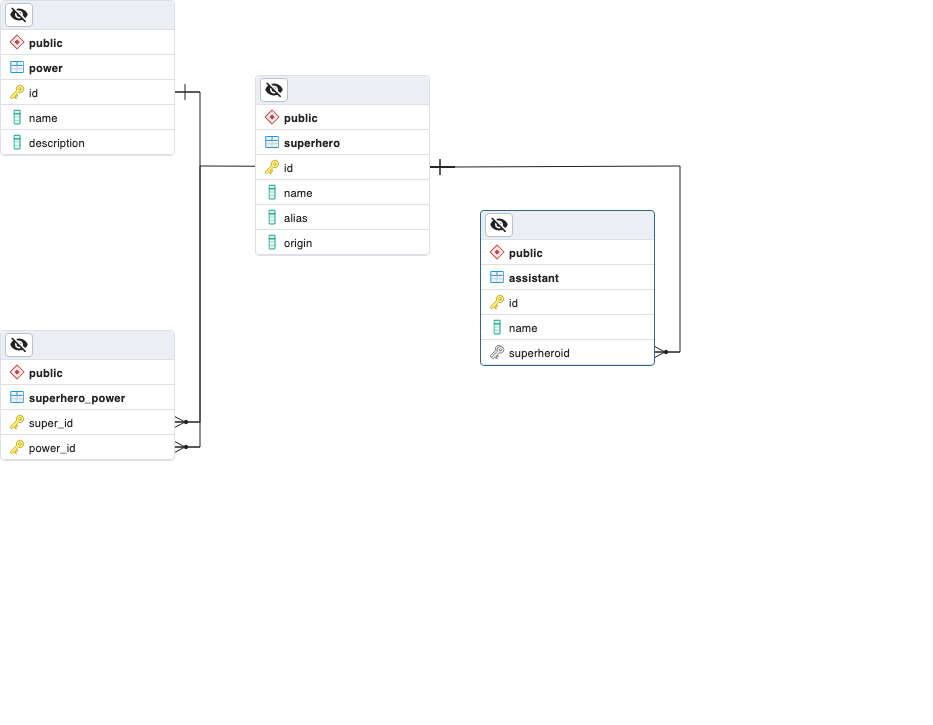 public
power
id
name
description
public
superhero
id
name
alias
origin
public
assistant
id
name
superheroid
public
superhero_power
super_id
power_id